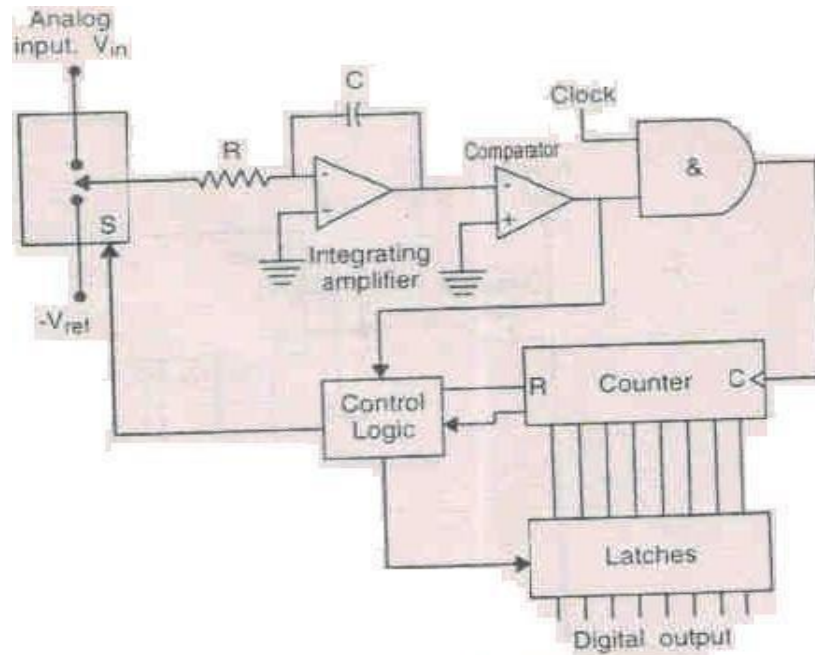 Analog
input. Vin
C
R
Clock
Comparator
-
-
&
-
+
S
Integrating
amplifier
-Vref
R Counter C
Control
Logic
Latches
Digital output